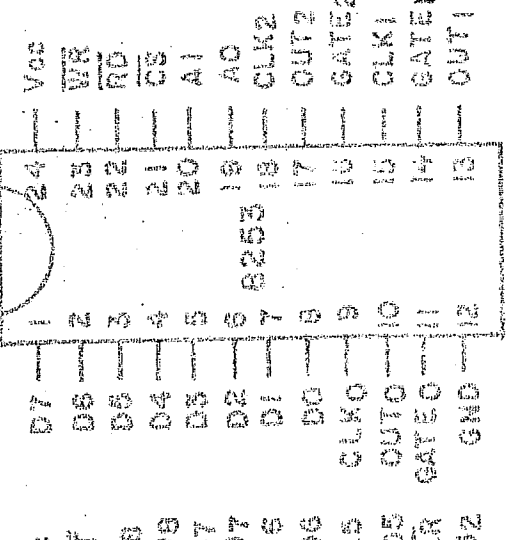 Vcc
WR
RD
CS
A1
A0
CLK2
OUT2
GATE2
CLK1
OUT1
24
23
22
21
20
19
18
17
16
15
14
13
8253
1
2
3
4
5
6
7
8
9
10
11
12
D7
D6
D5
D4
D3
D2
D1
D0
CLK0
OUT0
GATE0
GND